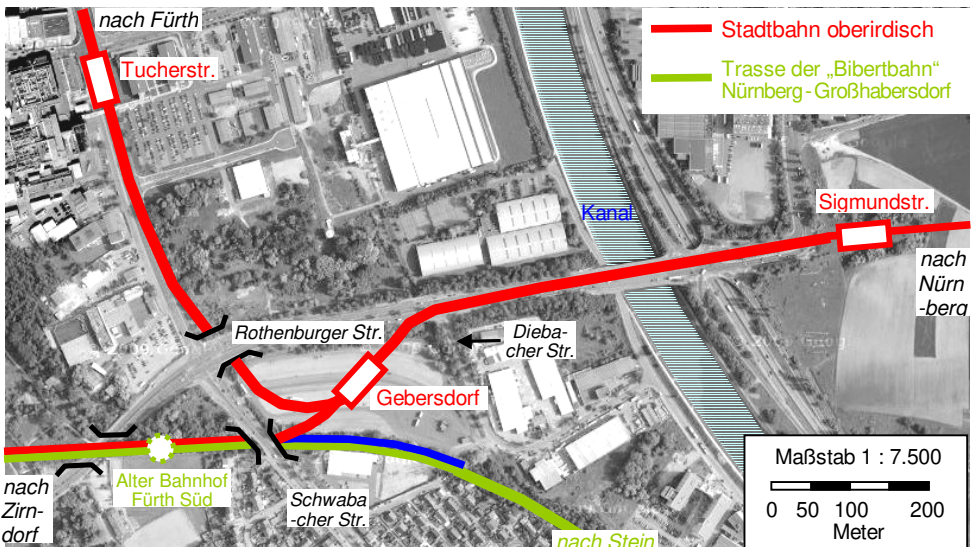 nach Fürth
Tucherstr.
Stadtbahn oberirdisch
Trasse der „Bibertbahn"
Nürnberg-Großhabersdorf
Kanal
Sigmundstr.
nach
Nürn
-berg
Rothenburger Str.
Dieba-
cher Str.
Gebersdorf
Alter Bahnhof
Fürth Süd
nach
Zirn-
dorf
Schwaba
-cher Str.
nach Stein
Maßstab 1 : 7.500
0 50 100 200
Meter